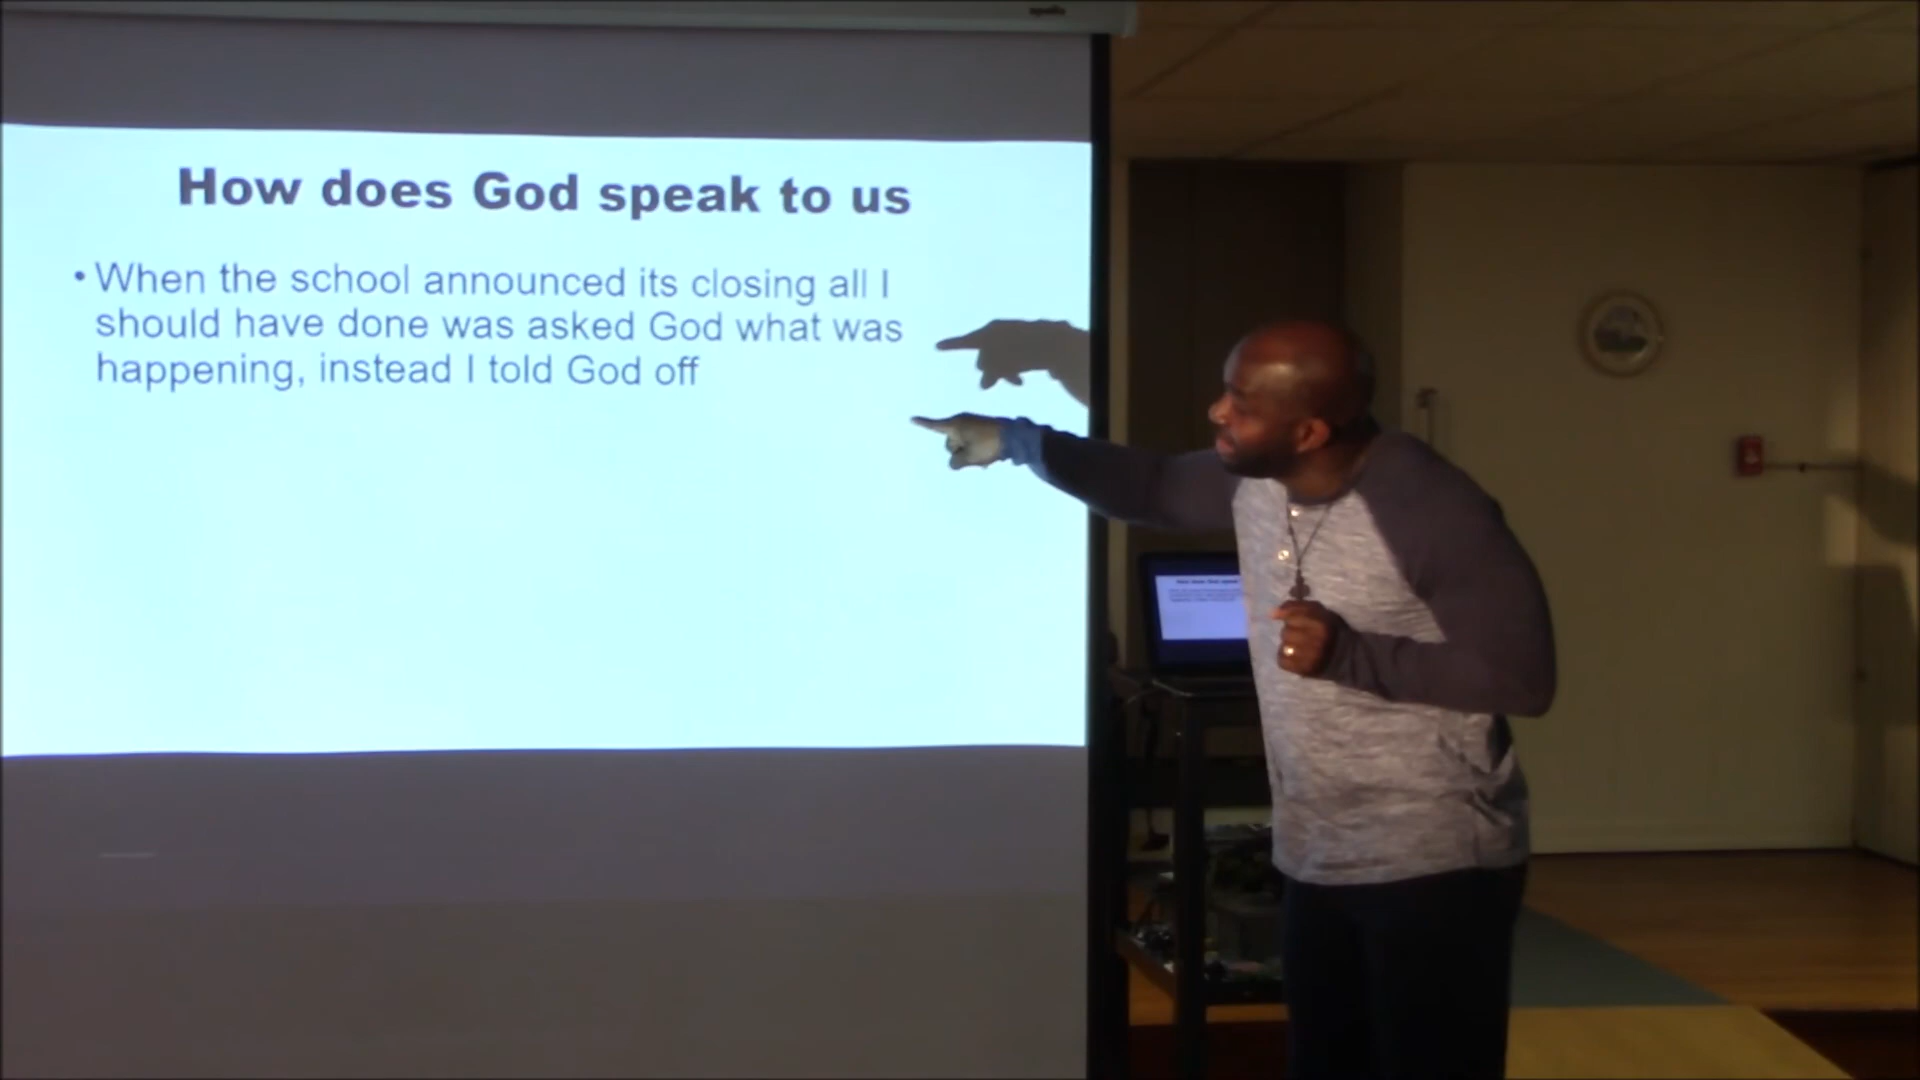 How does God speak to us
• When the school announced its closing all I
should have done was asked God what was
happening, instead I told God off